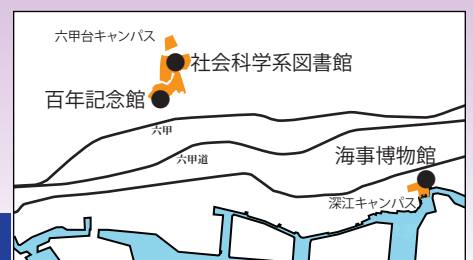 六甲台キャンパス
社会科学系図書館
百年記念館
六甲
六甲道
海事博物館
深江キャンパス